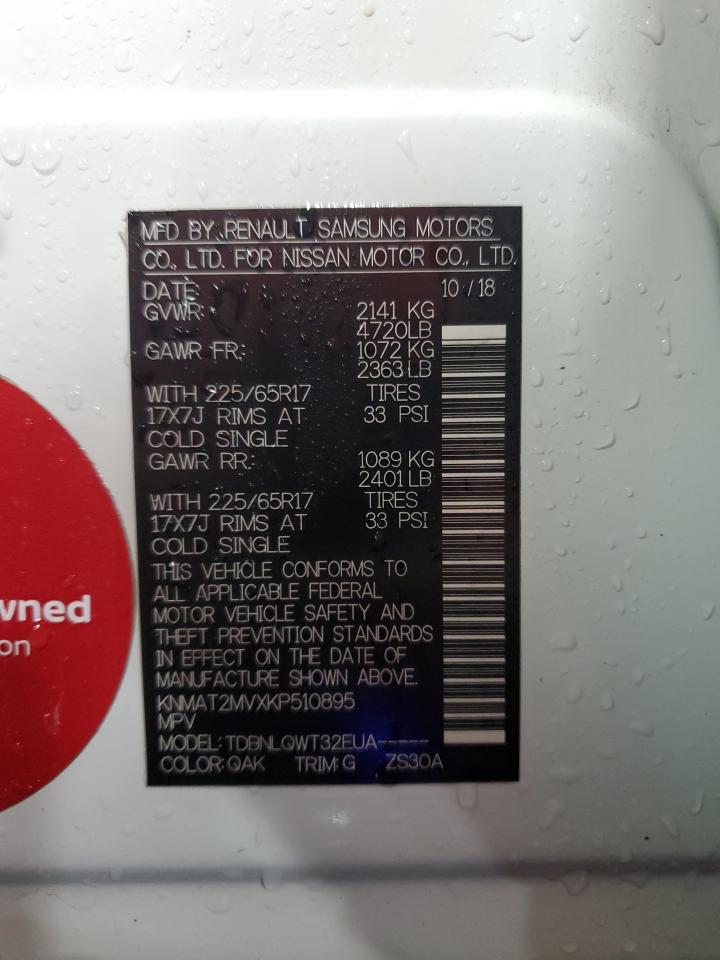 MFD BY RENAULT SAMSUNG MOTORS
CO., LTD. FOR NISSAN MOTOR CO., LTD.
DATE: 10 / 18
GVWR: 2141 KG
4720LB
GAWR FR: 1072 KG
2363 LB
WITH 225/65R17 TIRES
17X7J RIMS AT 33 PSI
COLD SINGLE
GAWR RR: 1089 KG
2401 LB
WITH 225/65R17 TIRES
17X7J RIMS AT 33 PSI
COLD SINGLE
THIS VEHICLE CONFORMS TO
ALL APPLICABLE FEDERAL
MOTOR VEHICLE SAFETY AND
THEFT PREVENTION STANDARDS
IN EFFECT ON THE DATE OF
MANUFACTURE SHOWN ABOVE.
KNMAT2MVXKP510895
MPV
MODEL: TDBNLQWT32EUA-----
COLOR: QAK TRIM: G ZS30A
wned
on